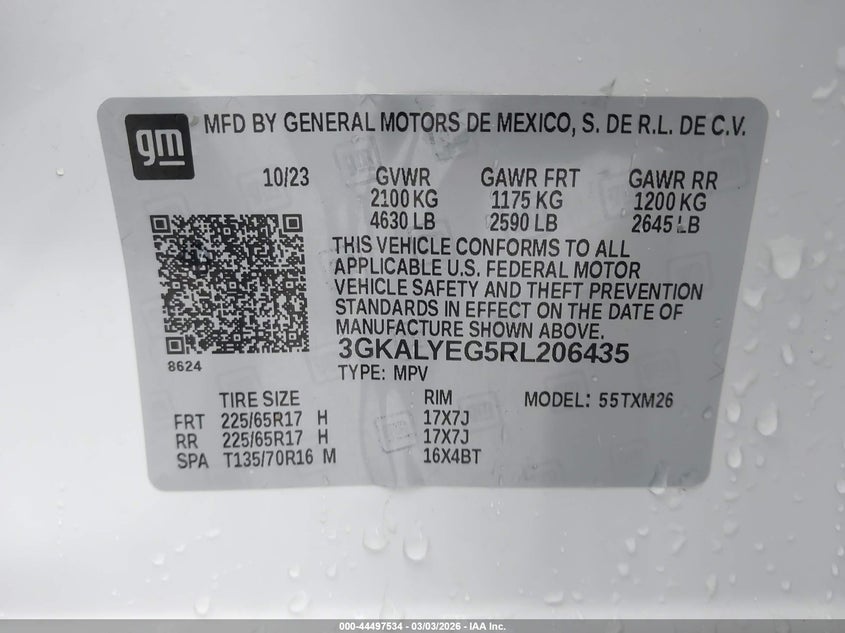 gm
MFD BY GENERAL MOTORS DE MEXICO, S. DE R.L. DE C.V.
10/23 GVWR GAWR FRT GAWR RR
2100 KG 1175 KG 1200 KG
4630 LB 2590 LB 2645 LB
THIS VEHICLE CONFORMS TO ALL
APPLICABLE U.S. FEDERAL MOTOR
VEHICLE SAFETY AND THEFT PREVENTION
STANDARDS IN EFFECT ON THE DATE OF
MANUFACTURE SHOWN ABOVE.
3GKALYEG5RL206435
8624
TYPE: MPV
TIRE SIZE RIM MODEL: 55TXM26
FRT 225/65R17 H 17X7J
RR 225/65R17 H 17X7J
SPA T135/70R16 M 16X4BT
000-44497534 - 03/03/2026 - IAA Inc.